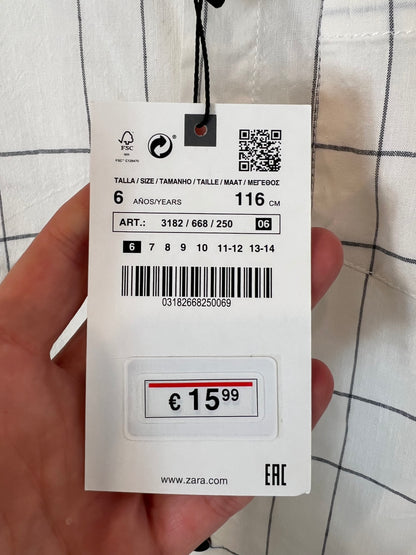 FSC
TALLA / SIZE / TAMANHO / TAILLE / MAAT / ΜΕΓΕΘΟΣ
6 AÑOS/YEARS 116 CM
ART.: 3182 / 668 / 250 06
6 7 8 9 10 11-12 13-14
03182668250069
€ 15 99
www.zara.com EAC